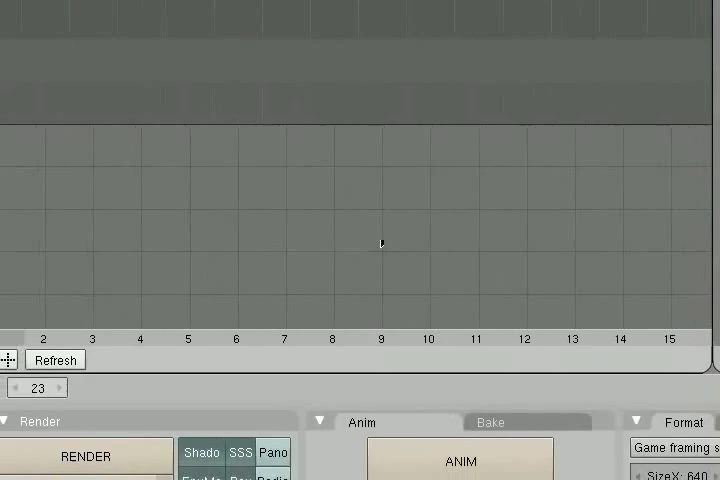 2 3 4 5 6 7 8 9 10 11 12 13 14 15
Refresh
23
Render Anim Bake Format
Game framing s
RENDER Shado SSS Pano ANIM
SizeX: 640